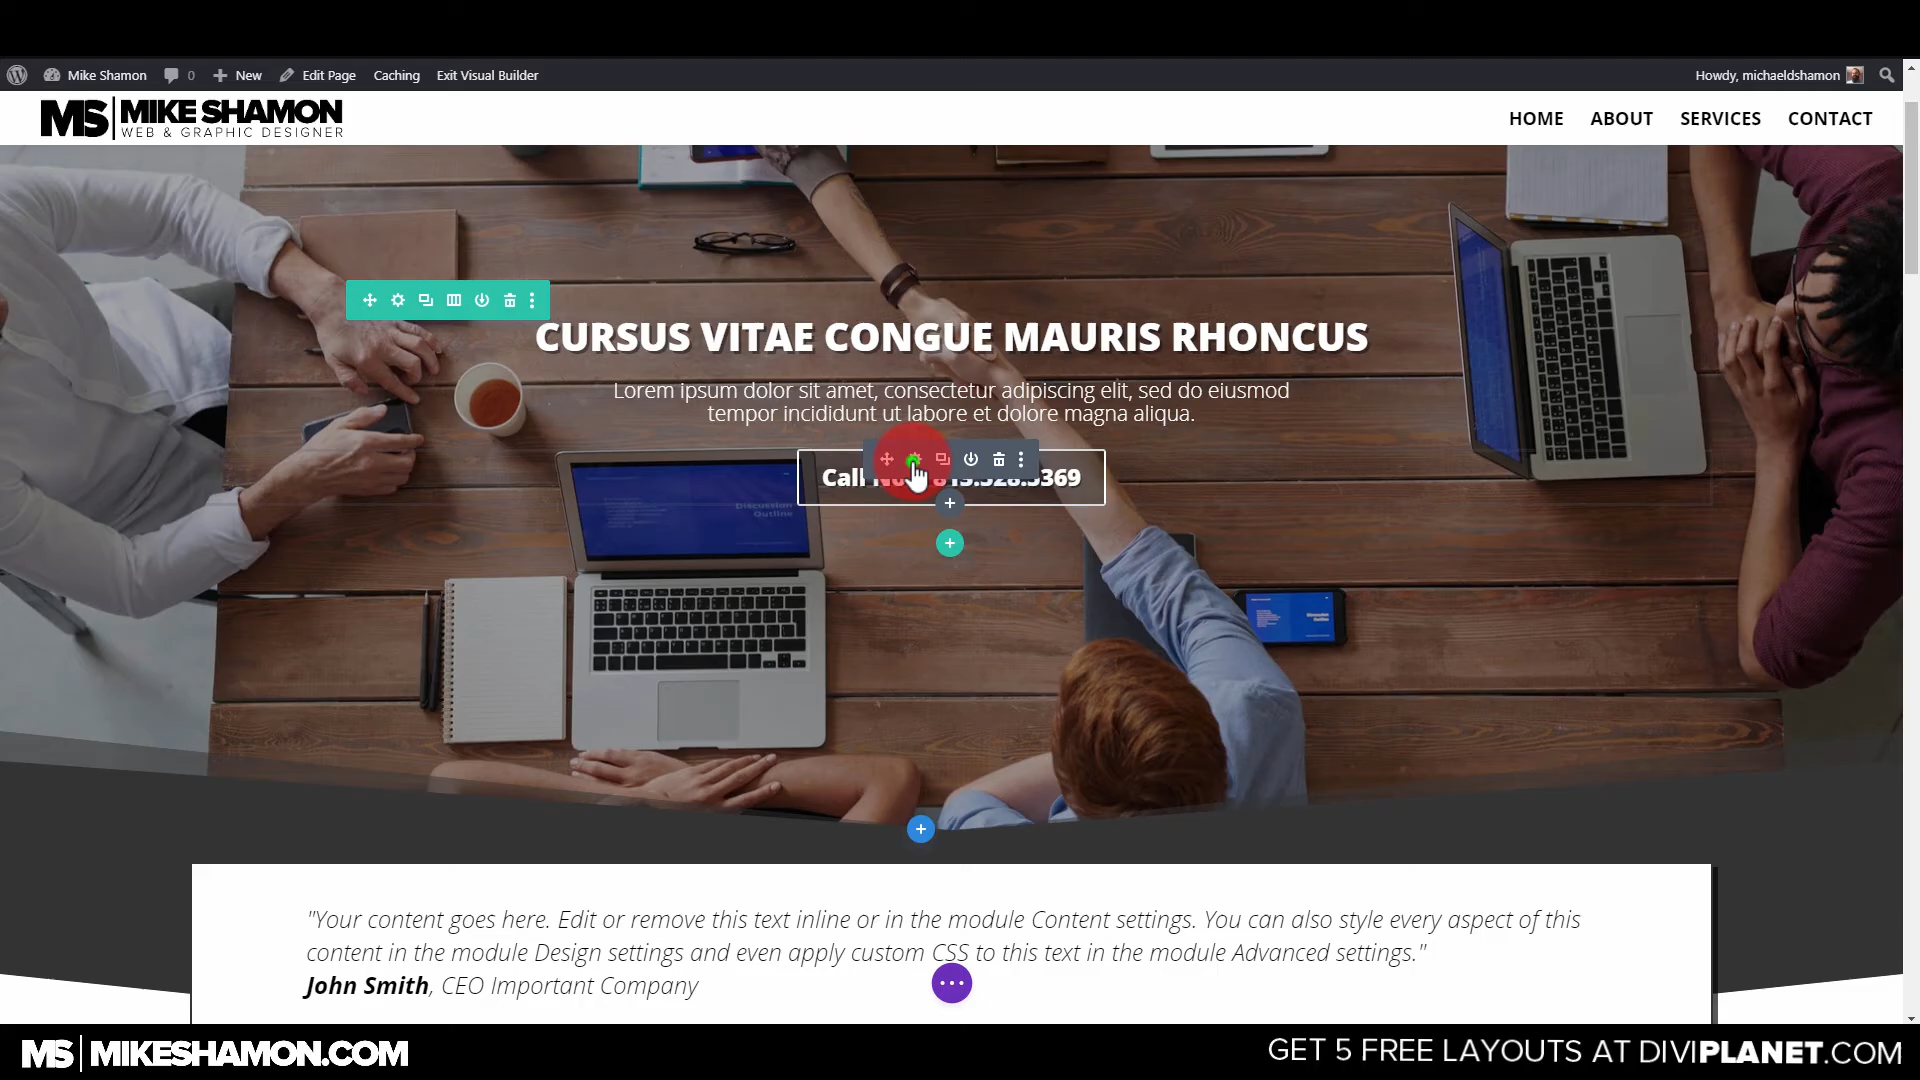 Mike Shamon 0 New Edit Page Caching Exit Visual Builder Howdy, michaeldshamon
MS MIKE SHAMON
WEB & GRAPHIC DESIGNER
HOME ABOUT SERVICES CONTACT
CURSUS VITAE CONGUE MAURIS RHONCUS
Lorem ipsum dolor sit amet, consectetur adipiscing elit, sed do eiusmod
tempor incididunt ut labore et dolore magna aliqua.
Call
Discussion
Outline
Discussion
Outline
"Your content goes here. Edit or remove this text inline or in the module Content settings. You can also style every aspect of this
content in the module Design settings and even apply custom CSS to this text in the module Advanced settings."
John Smith, CEO Important Company
MS MIKESHAMON.COM
GET 5 FREE LAYOUTS AT DIVIPLANET.COM